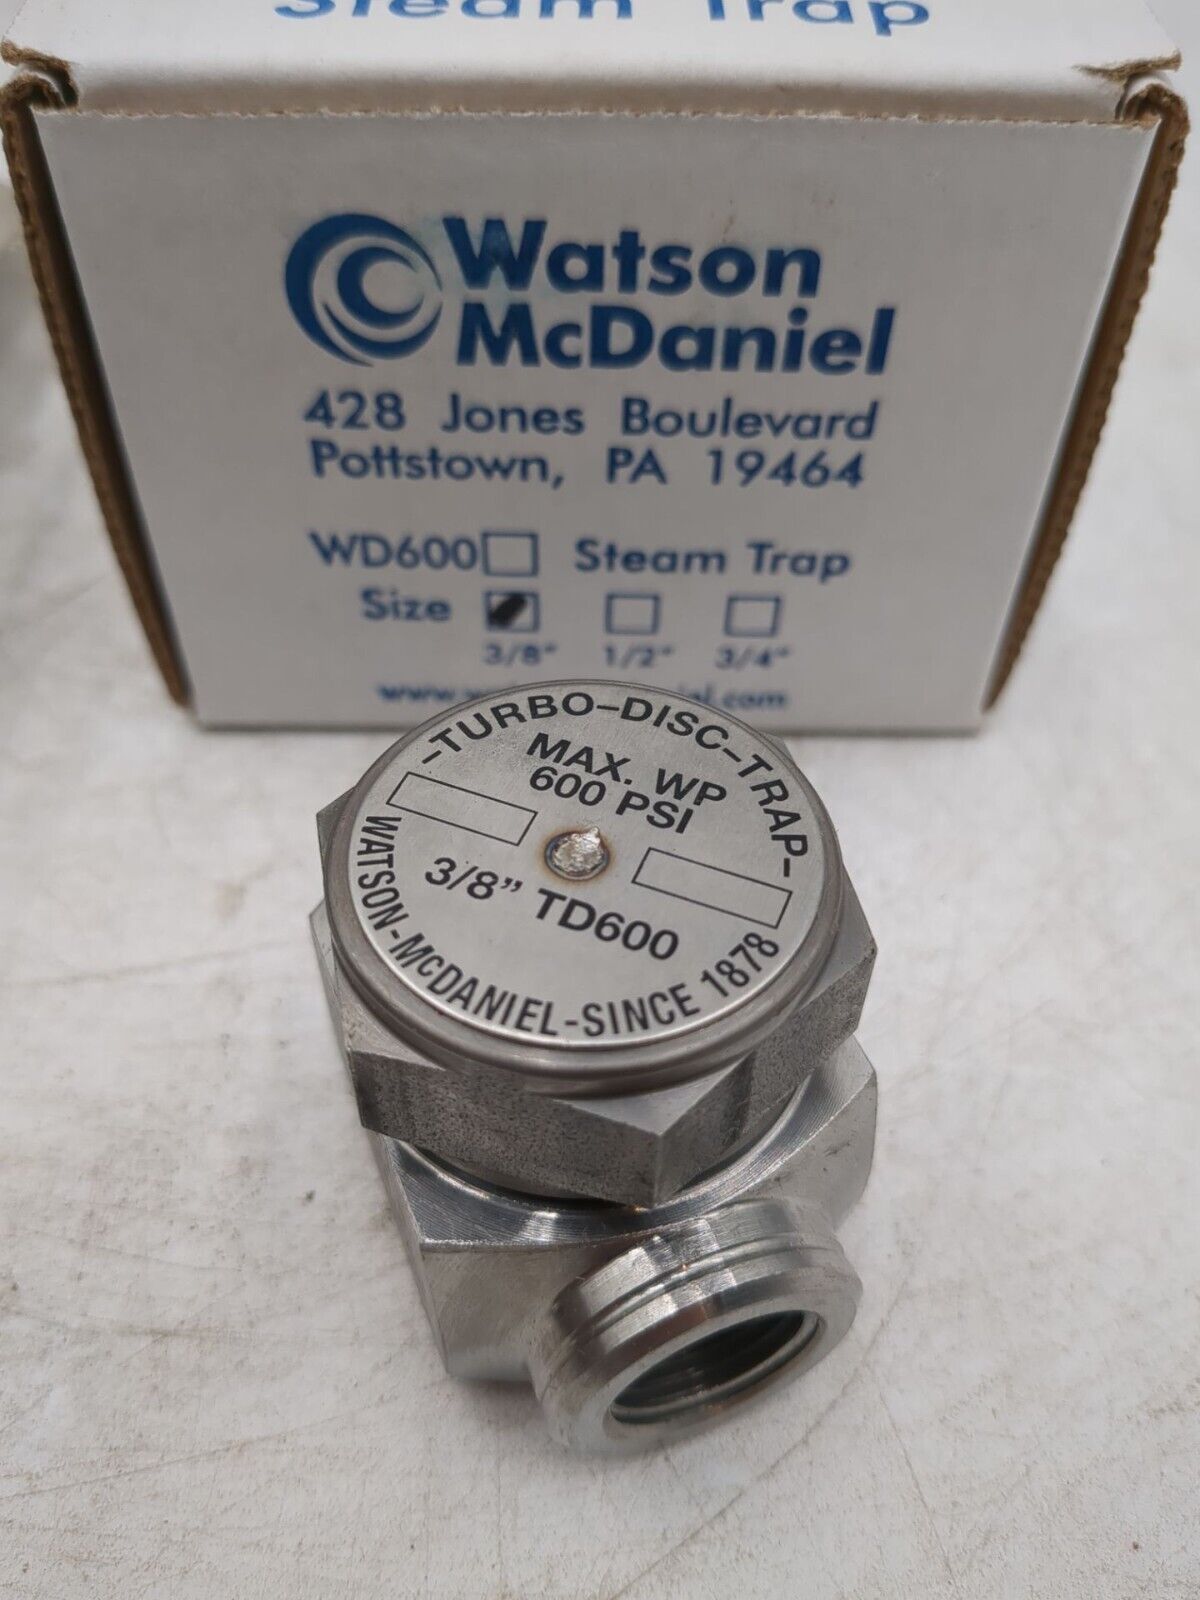 Steam Trap
Watson
McDaniel
428 Jones Boulevard
Pottstown, PA 19464
WD600 Steam Trap
Size
3/8" 1/2" 3/4"
-TURBO-DISC-TRAP-
MAX. WP
600 PSI
3/8" TD600
WATSON-McDANIEL-SINCE 1878